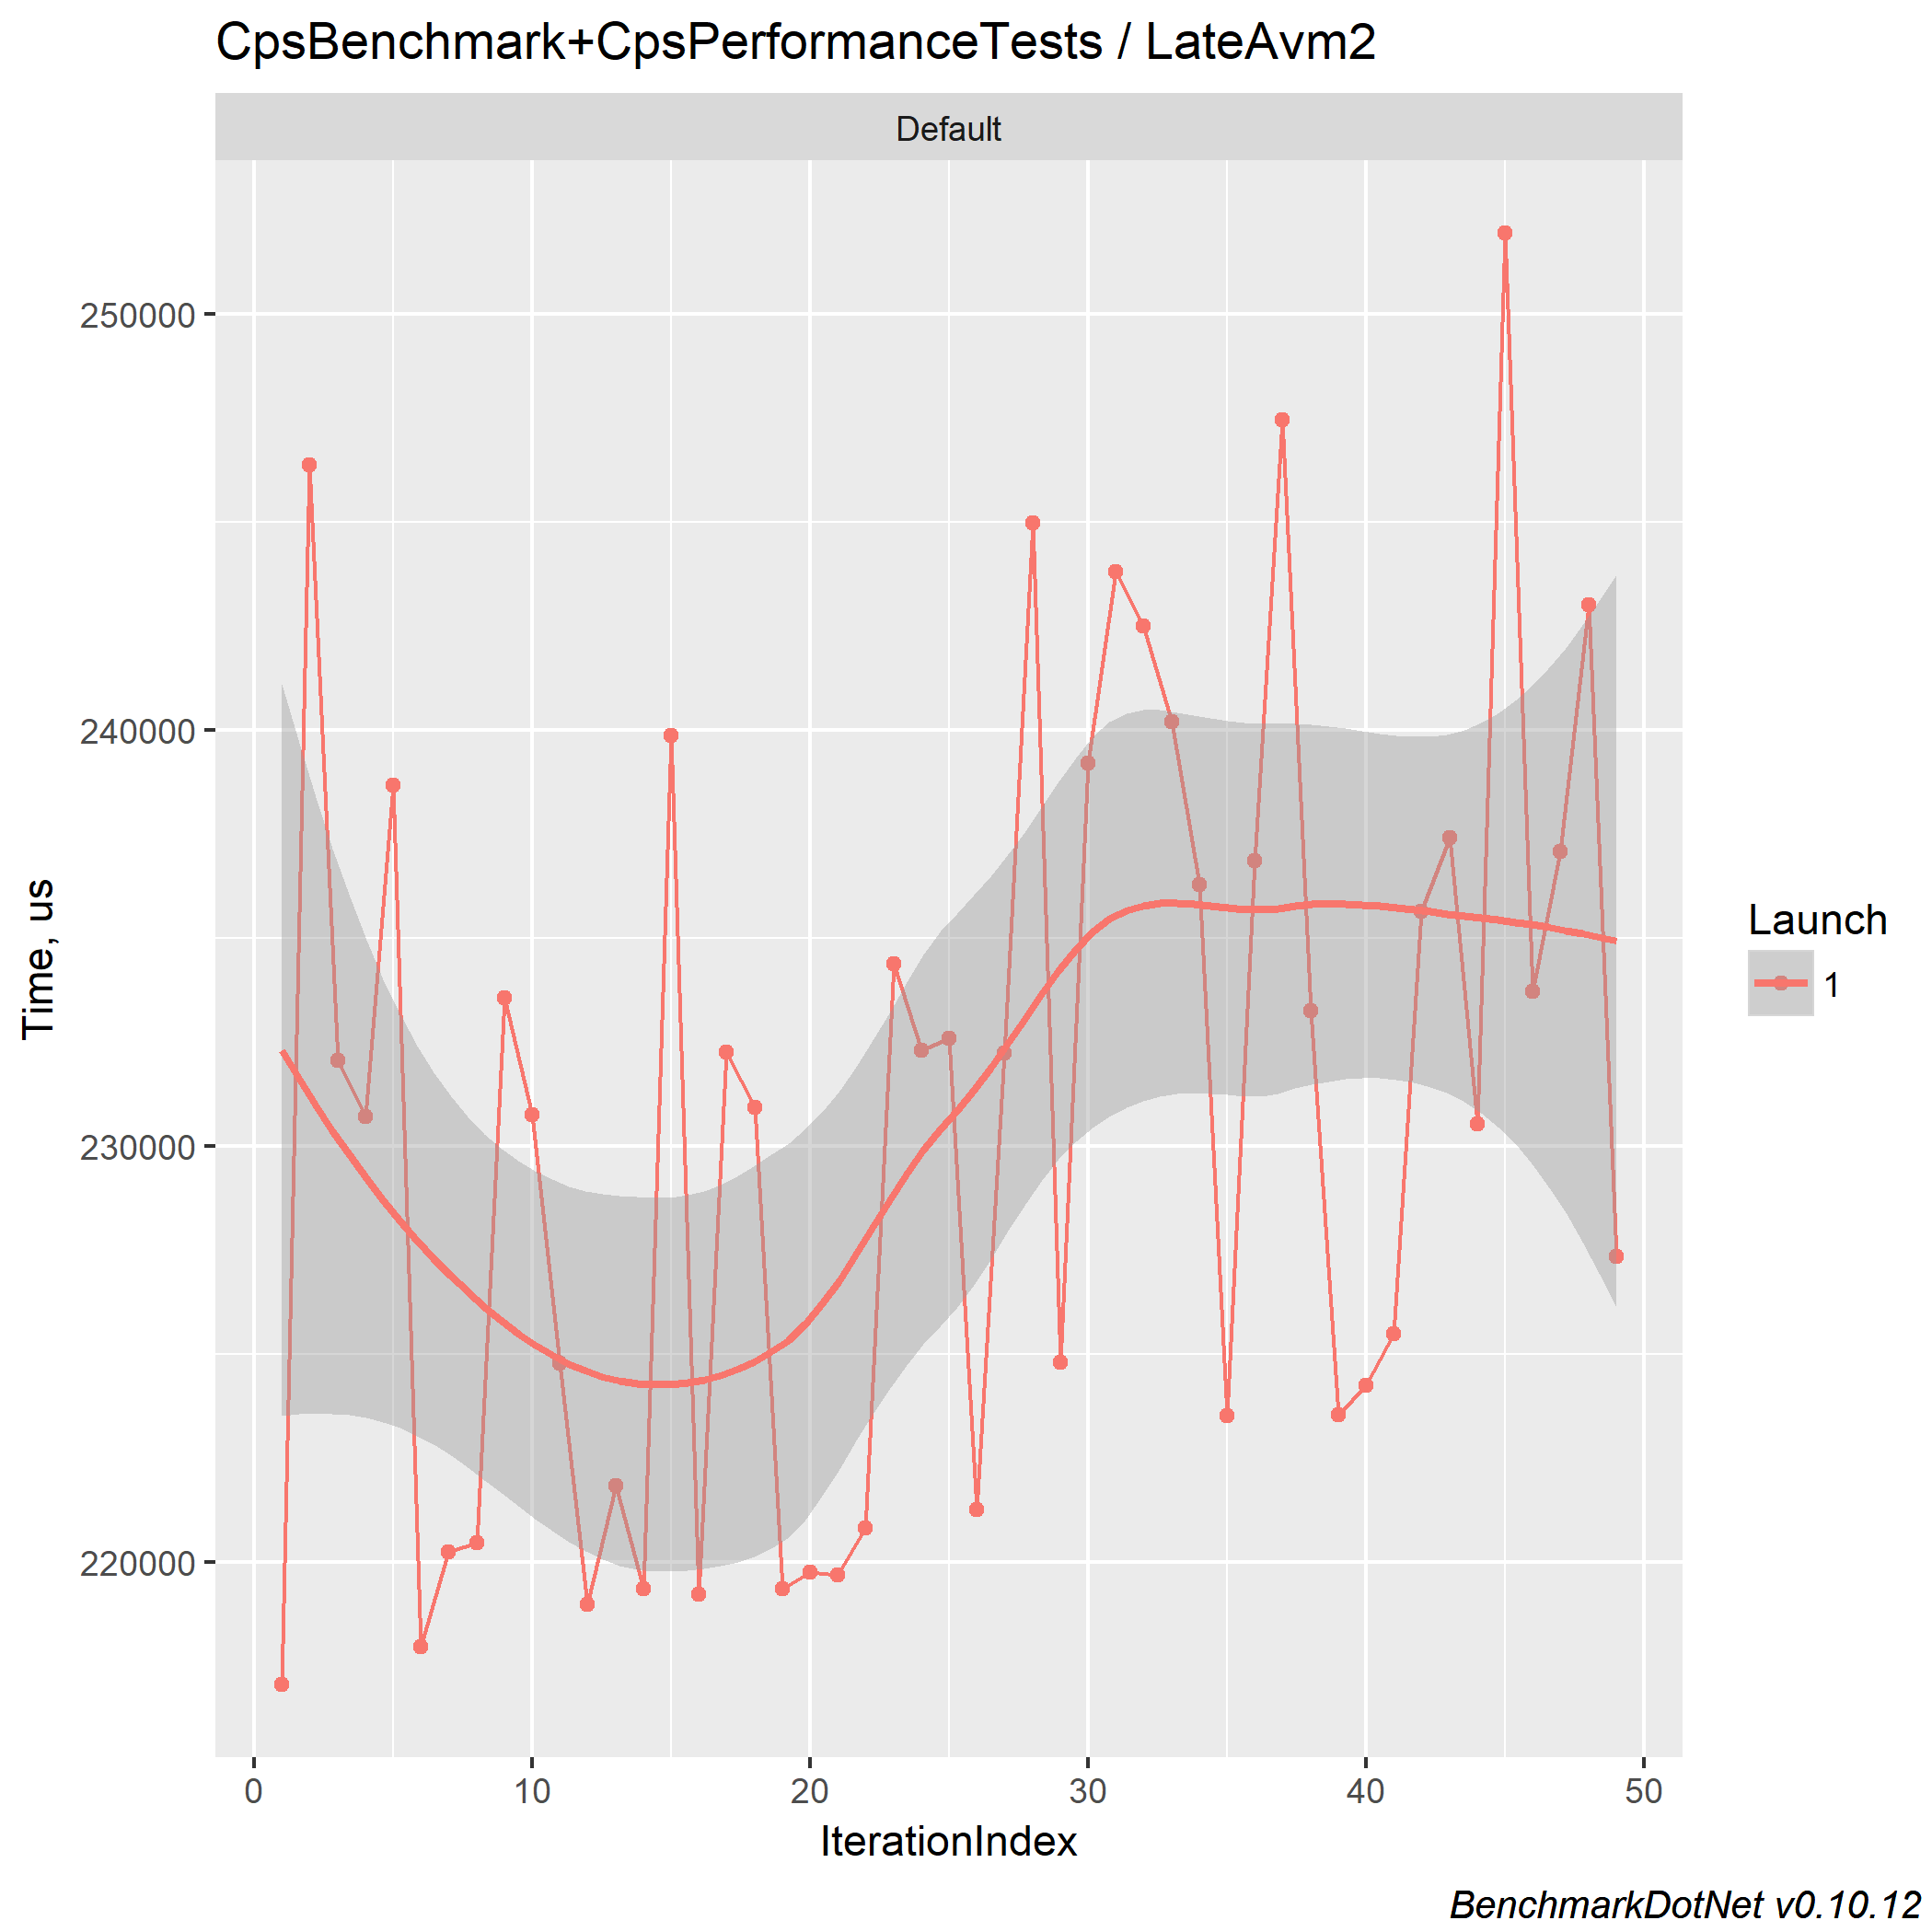 CpsBenchmark+CpsPerformanceTests / LateAvm2
Default
250000
240000
230000
220000
Time, us
0 10 20 30 40 50
IterationIndex
Launch
1
BenchmarkDotNet v0.10.12